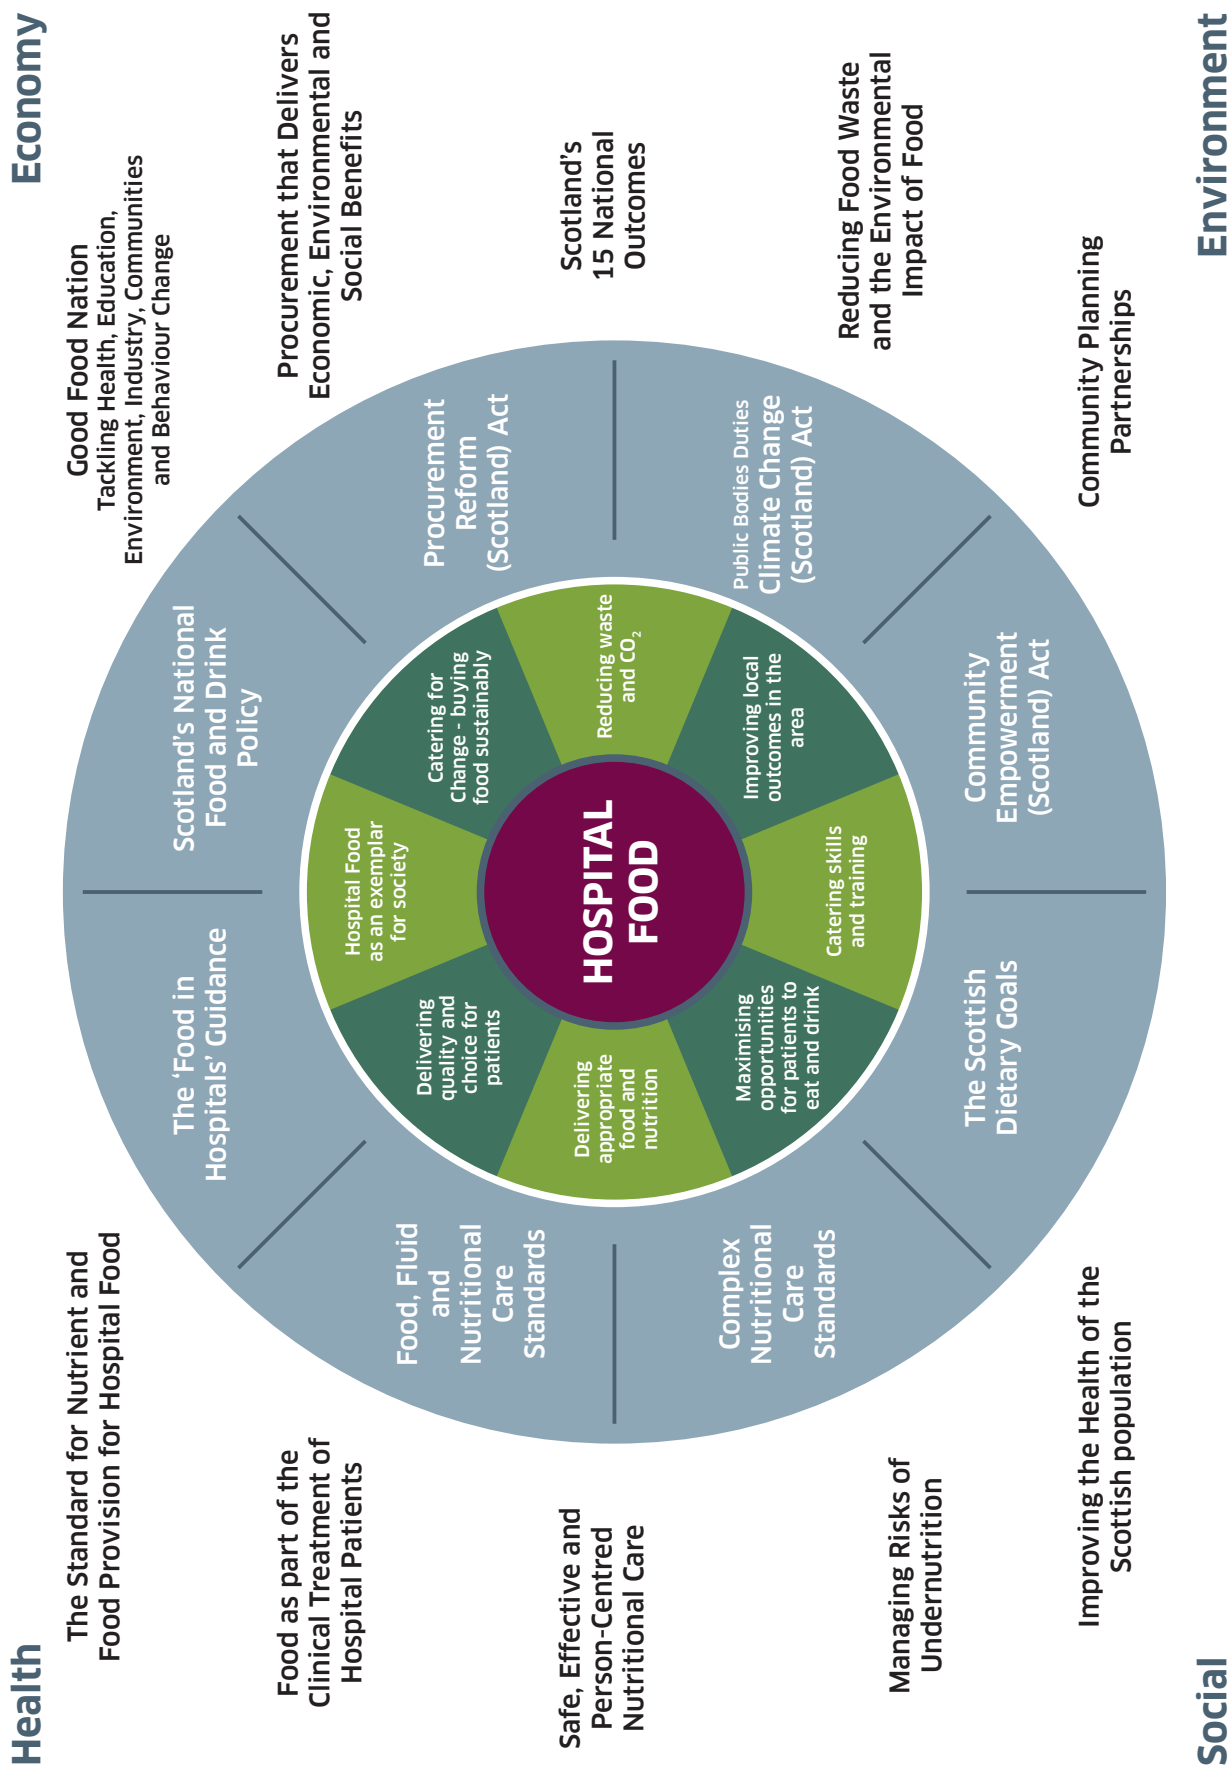 Health
Economy
The Standard for Nutrient and
Food Provision for Hospital Food
Good Food Nation
Tackling Health, Education,
Environment, Industry, Communities
and Behaviour Change
Food as part of the
Clinical Treatment of
Hospital Patients
Procurement that Delivers
Economic, Environmental and
Social Benefits
Safe, Effective and
Person-Centred
Nutritional Care
Scotland's
15 National
Outcomes
Managing Risks of
Undernutrition
Reducing Food Waste
and the Environmental
Impact of Food
Improving the Health of the
Scottish population
Community Planning
Partnerships
Social
Environment
The ‘Food in
Hospitals’ Guidance
Scotland’s National
Food and Drink
Policy
Food, Fluid
and
Nutritional
Care
Standards
Procurement
Reform
(Scotland) Act
Complex
Nutritional
Care
Standards
Public Bodies Duties
Climate Change
(Scotland) Act
The Scottish
Dietary Goals
Community
Empowerment
(Scotland) Act
Hospital Food
as an exemplar
for society
Delivering
quality and
choice for
patients
Catering for
Change - buying
food sustainably
Delivering
appropriate
food and
nutrition
HOSPITAL
FOOD
Reducing waste
and CO₂
Maximising
opportunities
for patients to
eat and drink
Improving local
outcomes in the
area
Catering skills
and training